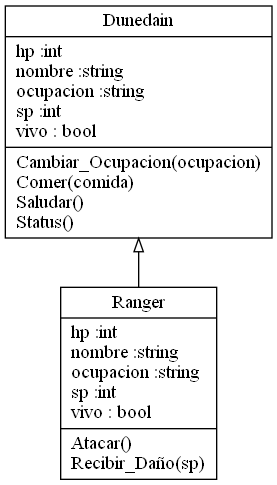 Dunedain
hp :int
nombre :string
ocupacion :string
sp :int
vivo : bool
Cambiar_Ocupacion(ocupacion)
Comer(comida)
Saludar()
Status()
Ranger
hp :int
nombre :string
ocupacion :string
sp :int
vivo : bool
Atacar()
Recibir_Daño(sp)